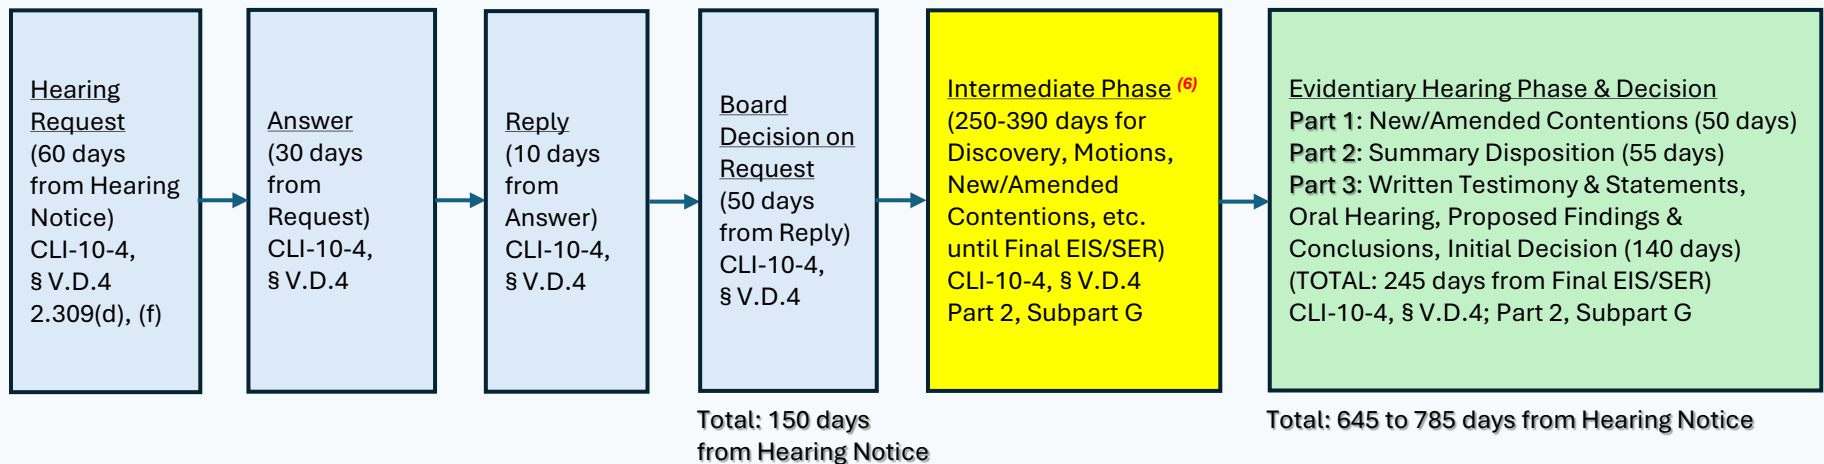 Hearing
Request
(60 days
from Hearing
Notice)
CLI-10-4,
§ V.D.4
2.309(d), (f)
Answer
(30 days
from
Request)
CLI-10-4,
§ V.D.4
Reply
(10 days
from
Answer)
CLI-10-4,
§ V.D.4
Board
Decision on
Request
(50 days
from Reply)
CLI-10-4,
§ V.D.4
Total: 150 days
from Hearing Notice
Intermediate Phase (6)
(250-390 days for
Discovery, Motions,
New/Amended
Contentions, etc.
until Final EIS/SER)
CLI-10-4, § V.D.4
Part 2, Subpart G
Evidentiary Hearing Phase & Decision
Part 1: New/Amended Contentions (50 days)
Part 2: Summary Disposition (55 days)
Part 3: Written Testimony & Statements,
Oral Hearing, Proposed Findings &
Conclusions, Initial Decision (140 days)
(TOTAL: 245 days from Final EIS/SER)
CLI-10-4, § V.D.4; Part 2, Subpart G
Total: 645 to 785 days from Hearing Notice